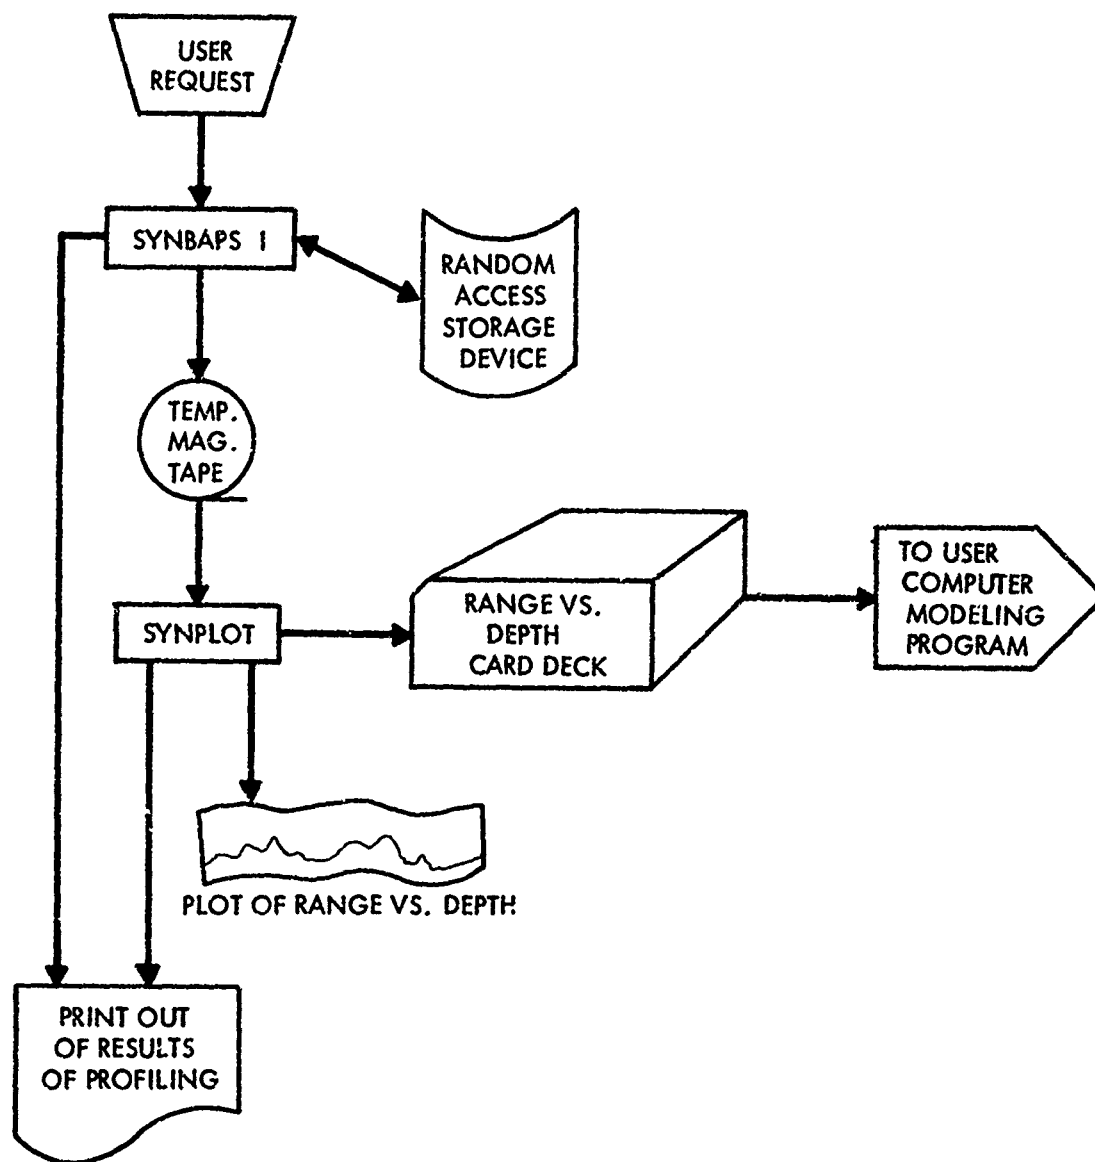 USER
REQUEST
SYNBAPS I
RANDOM
ACCESS
STORAGE
DEVICE
TEMP.
MAG.
TAPE
SYNPLOT
RANGE VS.
DEPTH
CARD DECK
TO USER
COMPUTER
MODELING
PROGRAM
PLOT OF RANGE VS. DEPTH
PRINT OUT
OF RESULTS
OF PROFILING